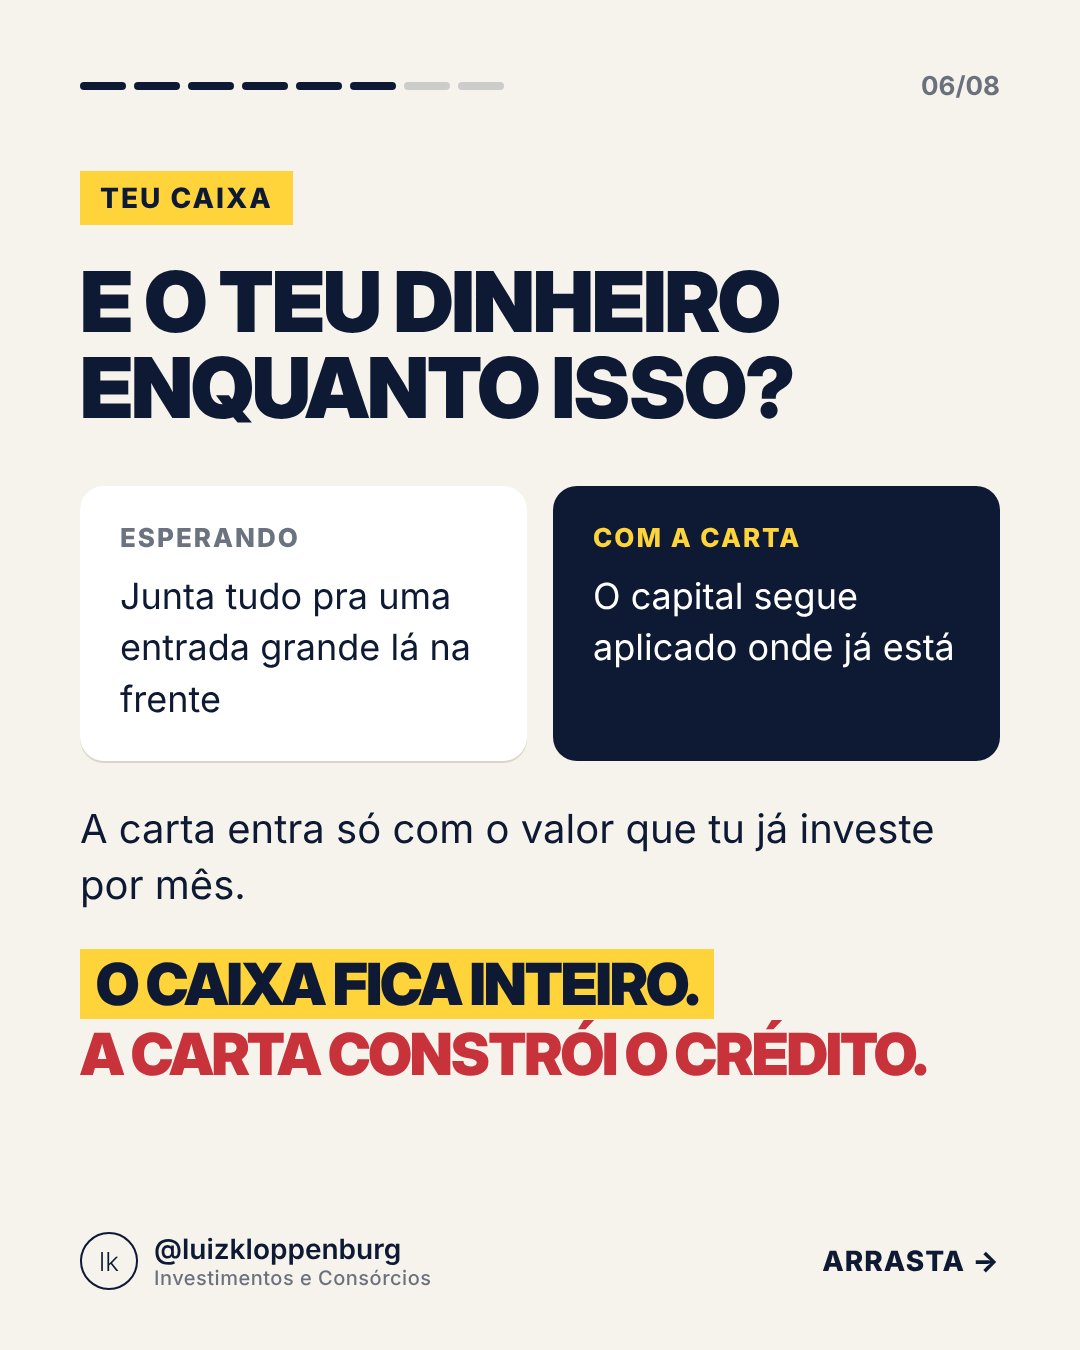 06/08
TEU CAIXA
E O TEU DINHEIRO
ENQUANTO ISSO?
ESPERANDO
Junta tudo pra uma
entrada grande lá na
frente
COM A CARTA
O capital segue
aplicado onde já está
A carta entra só com o valor que tu já investe
por mês.
O CAIXA FICA INTEIRO.
A CARTA CONSTRÓI O CRÉDITO.
lk
@luizkloppenburg
Investimentos e Consórcios
ARRASTA →